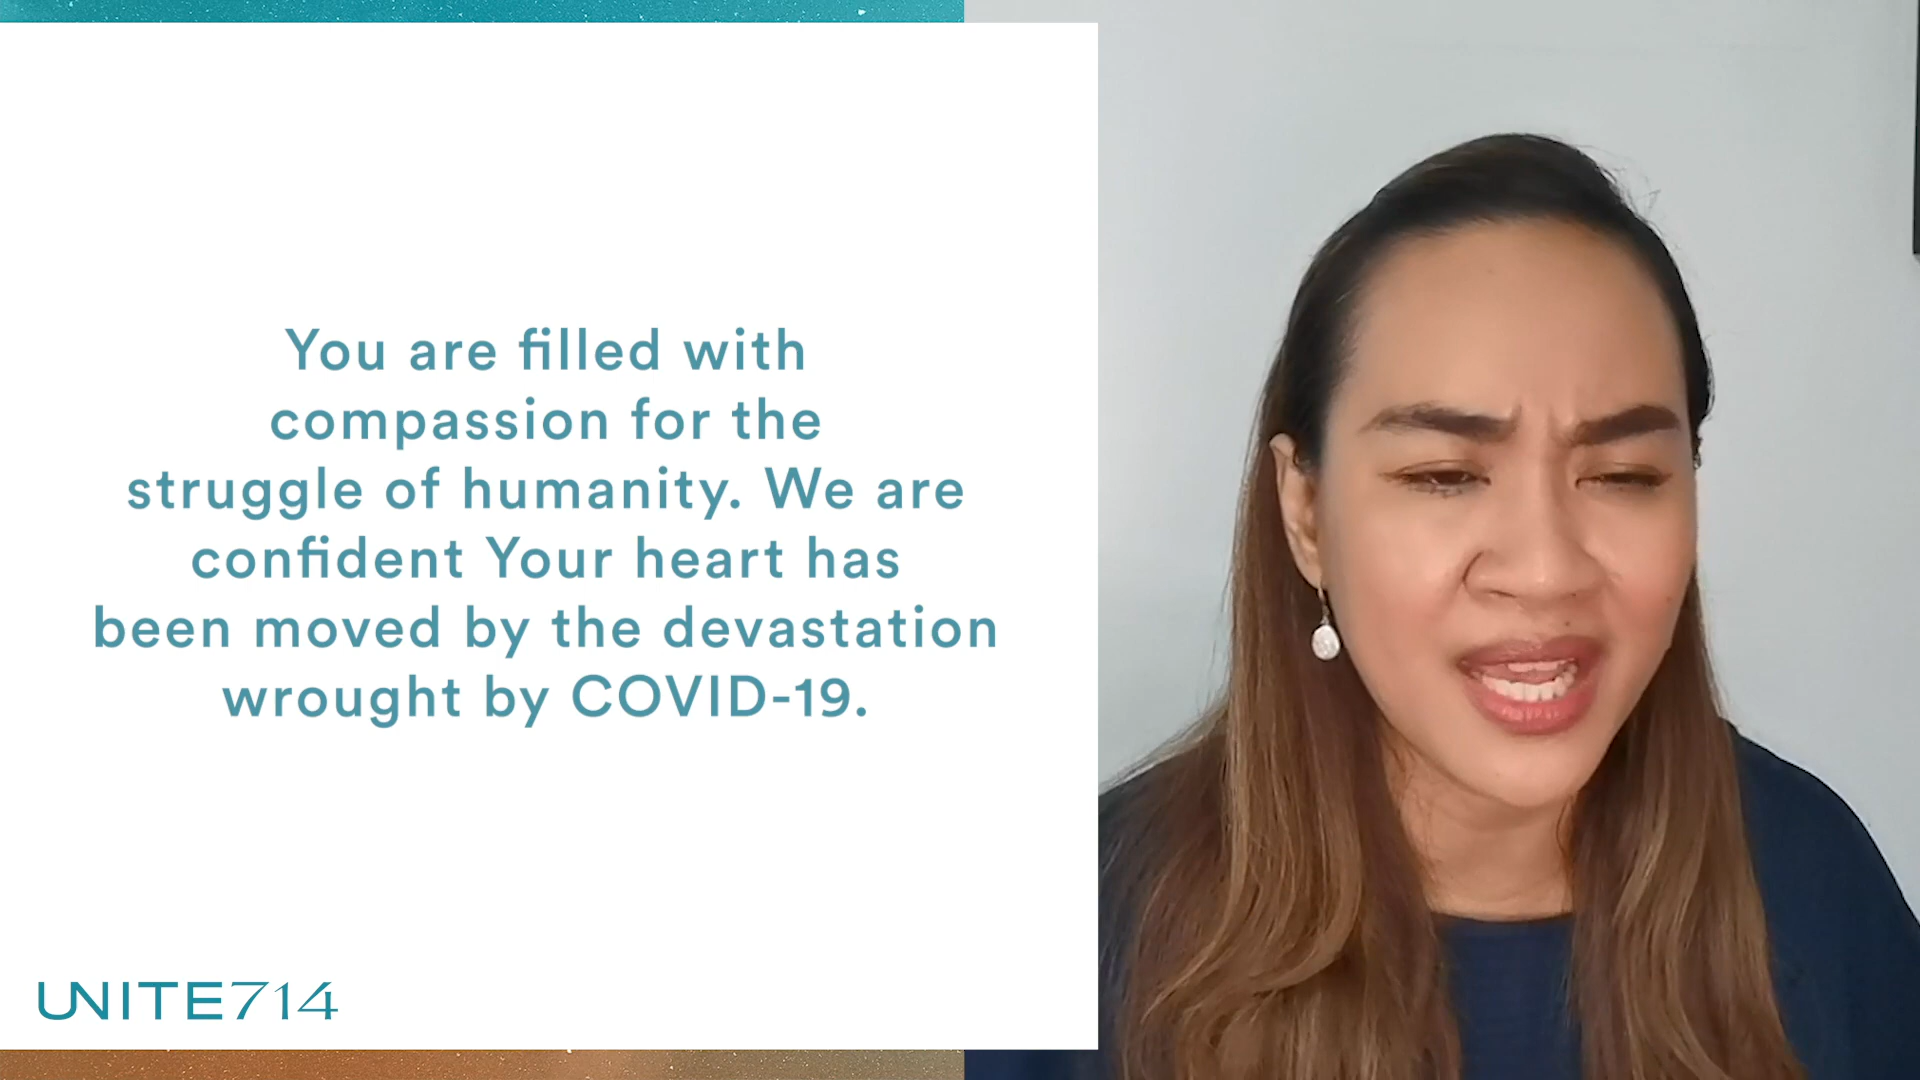 You are filled with
compassion for the
struggle of humanity. We are
confident Your heart has
been moved by the devastation
wrought by COVID-19.
UNITE714